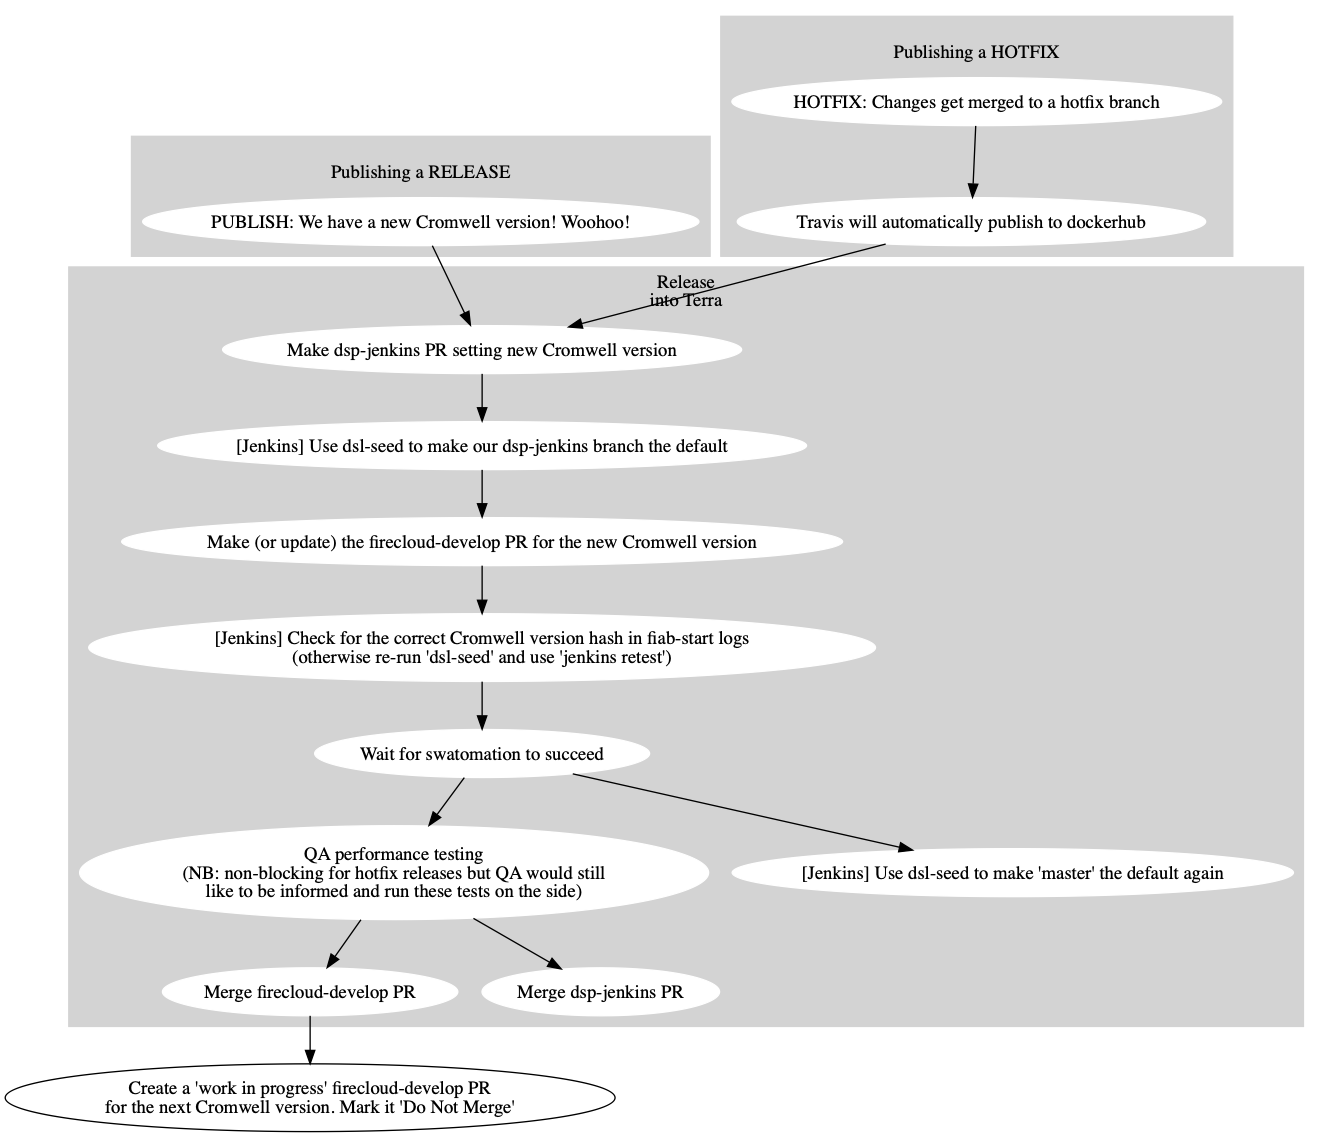 Publishing a HOTFIX
HOTFIX: Changes get merged to a hotfix branch
Publishing a RELEASE
PUBLISH: We have a new Cromwell version! Woohoo!
Travis will automatically publish to dockerhub
Release
into Terra
Make dsp-jenkins PR setting new Cromwell version
[Jenkins] Use dsl-seed to make our dsp-jenkins branch the default
Make (or update) the firecloud-develop PR for the new Cromwell version
[Jenkins] Check for the correct Cromwell version hash in fiab-start logs
(otherwise re-run 'dsl-seed' and use 'jenkins retest')
Wait for swatomation to succeed
QA performance testing
(NB: non-blocking for hotfix releases but QA would still
like to be informed and run these tests on the side)
[Jenkins] Use dsl-seed to make 'master' the default again
Merge firecloud-develop PR
Merge dsp-jenkins PR
Create a 'work in progress' firecloud-develop PR
for the next Cromwell version. Mark it 'Do Not Merge'